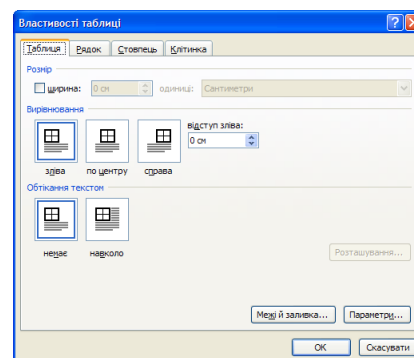 Властивості таблиці
Таблиця Рядок Стовпець Клітинка
Розмір
ширина: 0 см одиниці: Сантиметри
Вирівнювання
відступ зліва:
0 см
зліва по центру справа
Обтікання текстом
немає навколо
Розташування...
Межі й заливка... Параметри...
ОК Скасувати